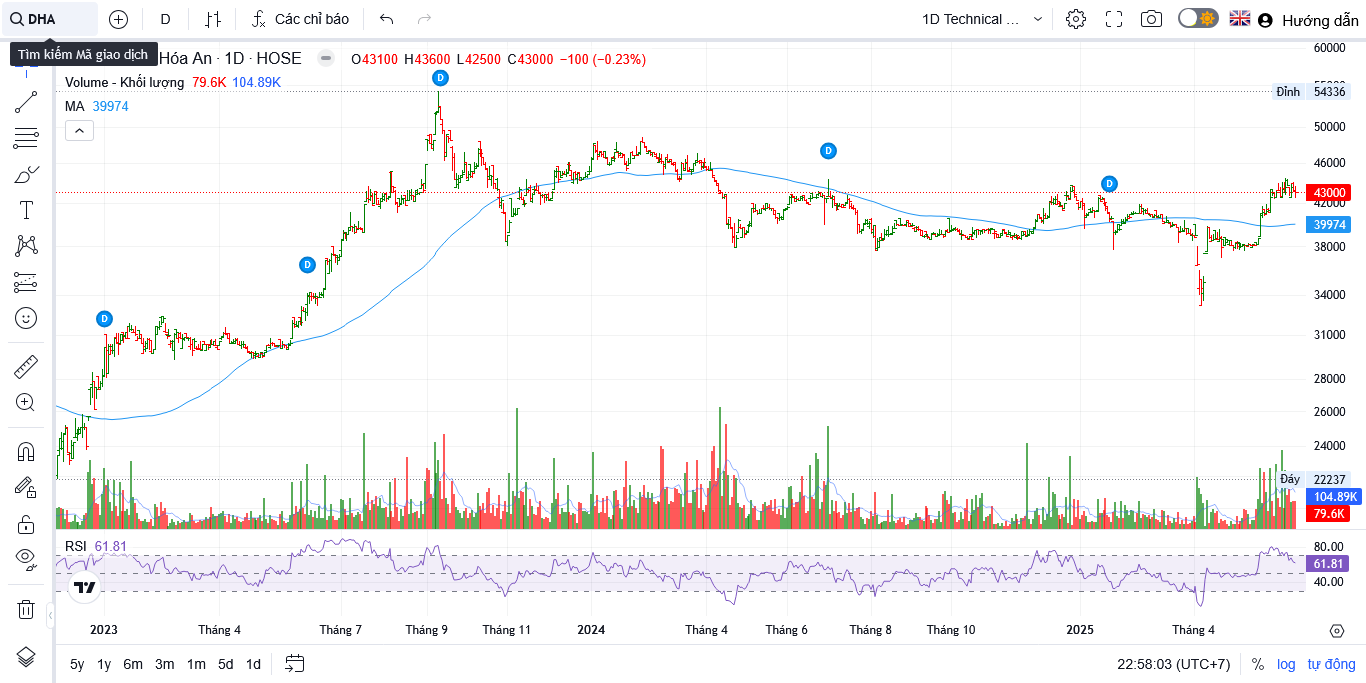 DHA
D
Các chỉ báo
1D Technical ...
Hướng dẫn
Tìm kiếm Mã giao dịch
Hóa An · 1D · HOSE
O43100 H43600 L42500 C43000 −100 (−0.23%)
Volume - Khối lượng 79.6K 104.89K
MA 39974
D
D
D
D
D
60000
Đỉnh 54336
50000
46000
43000
42000
39974
38000
34000
31000
28000
26000
24000
Đáy 22237
104.89K
79.6K
RSI 61.81
80.00
61.81
40.00
2023 Tháng 4 Tháng 7 Tháng 9 Tháng 11 2024 Tháng 4 Tháng 6 Tháng 8 Tháng 10 2025 Tháng 4
5y 1y 6m 3m 1m 5d 1d
22:58:03 (UTC+7) % log tự động